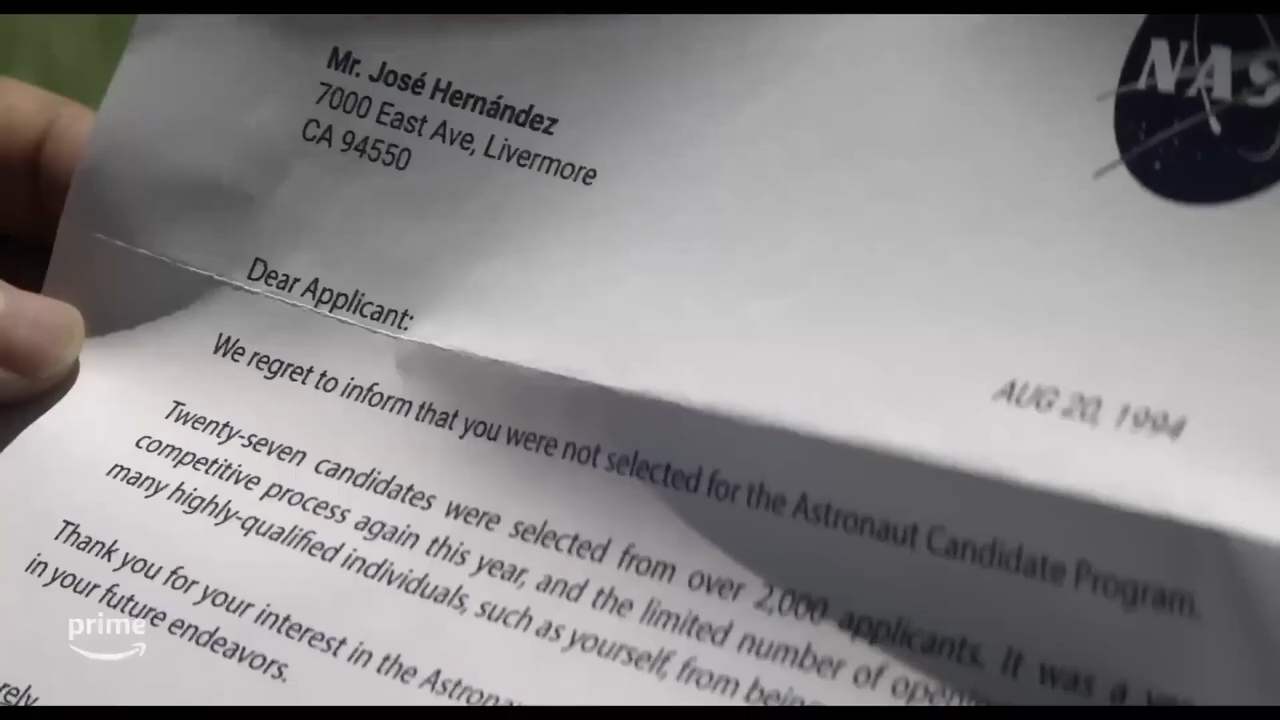 NAS
Mr. José Hernández
7000 East Ave, Livermore
CA 94550
AUG 20, 1994
Dear Applicant:
We regret to inform that you were not selected for the Astronaut Candidate Program.
Twenty-seven candidates were selected from over 2,000 applicants. It was a
competitive process again this year, and the limited number of
many highly-qualified individuals, such as yourself, from
Thank you for your interest in the
in your future endeavors.
prime